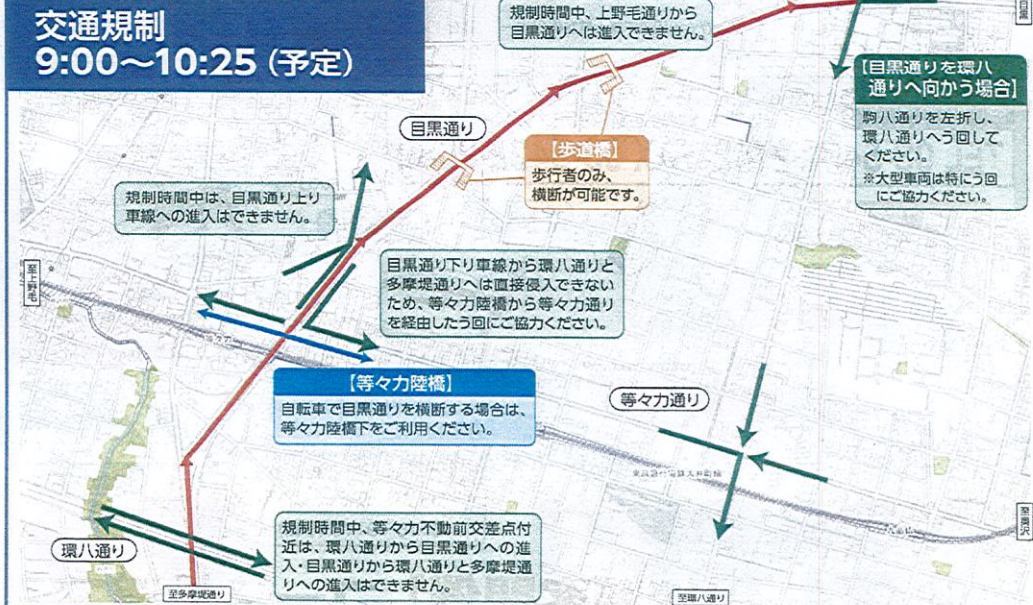 交通規制
9:00〜10:25 (予定)
規制時間中、上野毛通りから
目黒通りへは進入できません。
【目黒通りを環八
通りへ向かう場合】
駒八通りを左折し、
環八通りへう回して
ください。
※大型車両は特にう回
にご協力ください。
目黒通り
【歩道橋】
歩行者のみ、
横断が可能です。
規制時間中は、目黒通り上り
車線への進入はできません。
至上野毛
目黒通り下り車線から環八通りと
多摩堤通りへは直接侵入できない
ため、等々力陸橋から等々力通り
を経由したう回にご協力ください。
【等々力陸橋】
自転車で目黒通りを横断する場合は、
等々力陸橋下をご利用ください。
等々力通り
東京急行電鉄大井町線
至奥沢
環八通り
規制時間中、等々力不動前交差点付
近は、環八通りから目黒通りへの進
入・目黒通りから環八通りと多摩堤通
りへの進入はできません。
至多摩堤通り
至環八通り